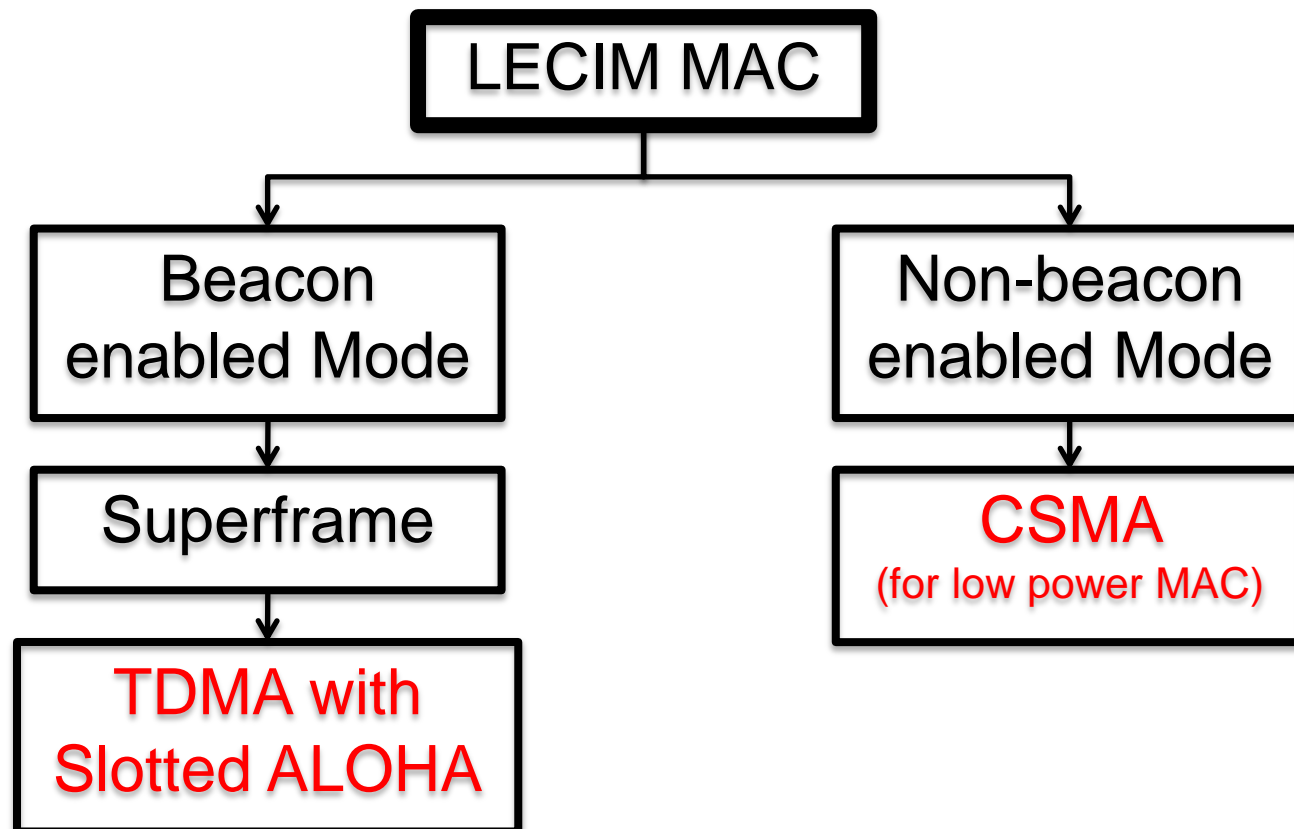 LECIM MAC
Beacon
enabled Mode
Non-beacon
enabled Mode
Superframe
CSMA
(for low power MAC)
TDMA with
Slotted ALOHA